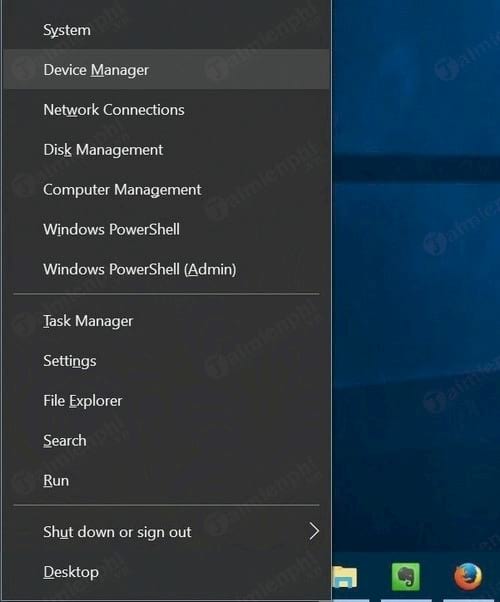 System
Device Manager
Network Connections
Disk Management
Computer Management
Windows PowerShell
Windows PowerShell (Admin)
Task Manager
Settings
File Explorer
Search
Run
Shut down or sign out
Desktop